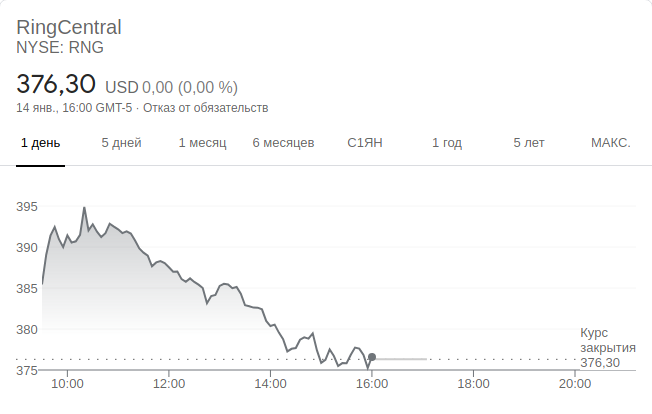 RingCentral
NYSE: RNG
376,30 USD 0,00 (0,00 %)
14 янв., 16:00 GMT-5 · Отказ от обязательств
1 день 5 дней 1 месяц 6 месяцев С1ЯН 1 год 5 лет МАКС.
395
390
385
380
Курс
закрытия
376,30
375
10:00 12:00 14:00 16:00 18:00 20:00